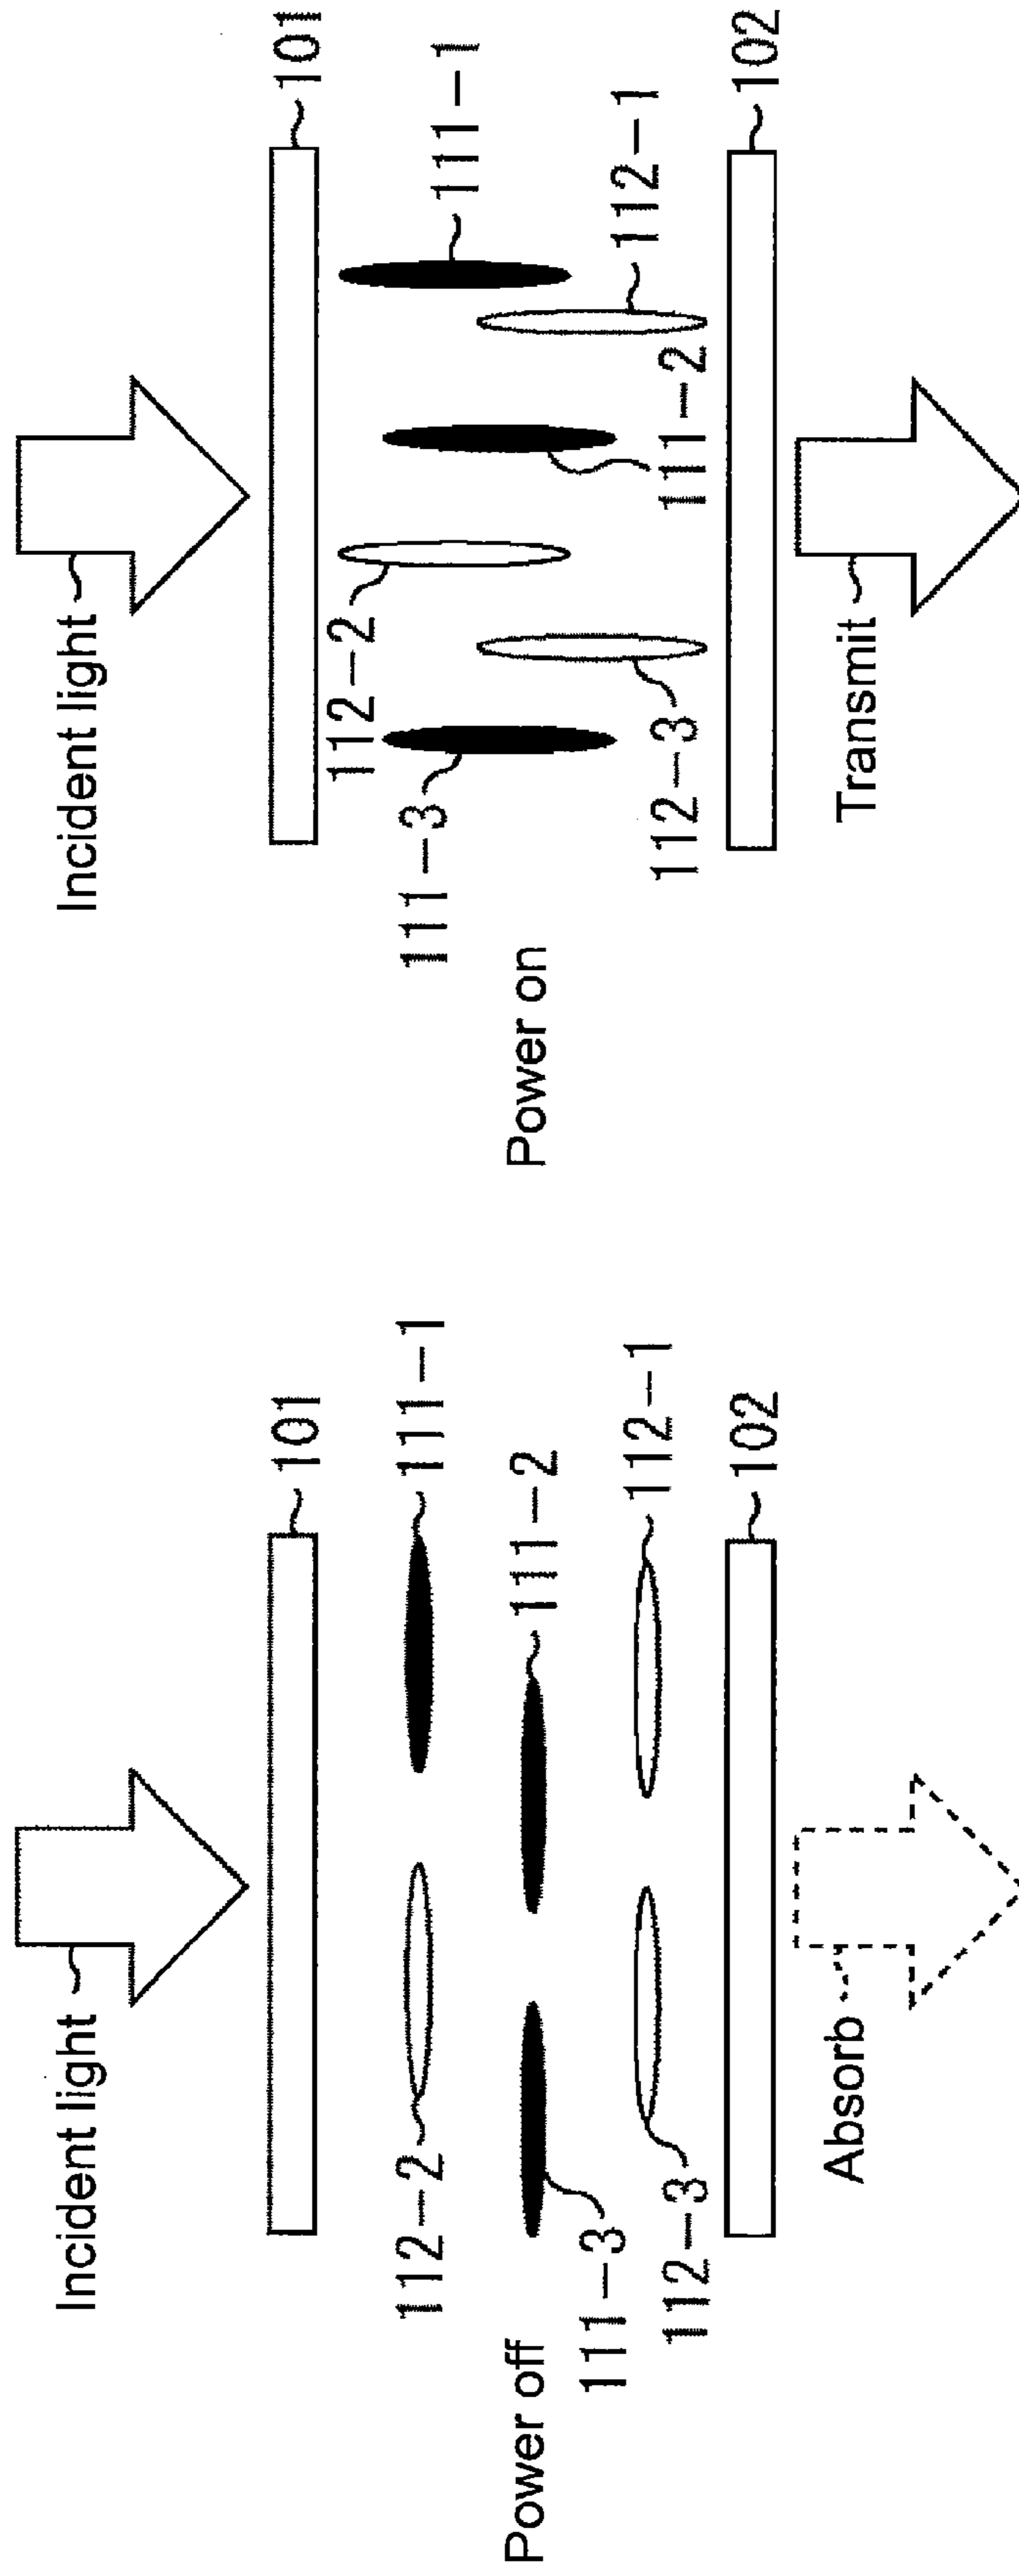 Incident light
101
112-2
111-1
111-2
Power off
111-3
112-3
112-1
102
Absorb
Incident light
101
112-2
111-1
111-3
Power on
112-1
111-2
112-3
102
Transmit